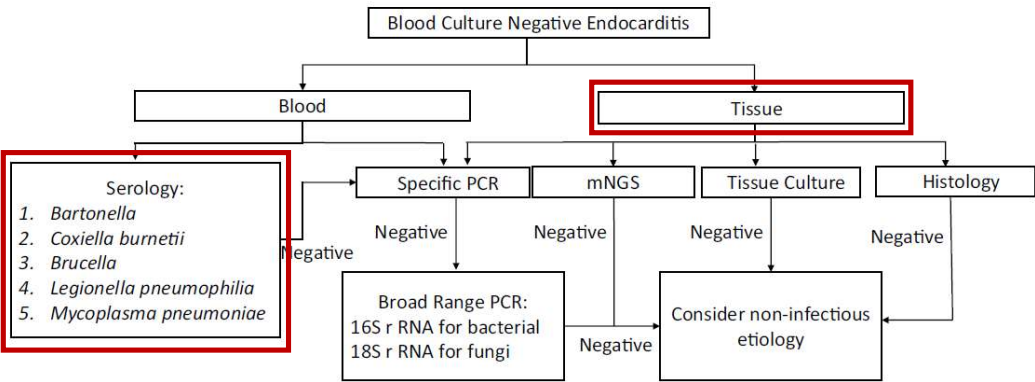 Blood Culture Negative Endocarditis
Blood
Tissue
Serology:
1. Bartonella
2. Coxiella burnetii
3. Brucella
4. Legionella pneumophilia
5. Mycoplasma pneumoniae
Negative
Specific PCR
mNGS
Tissue Culture
Histology
Negative
Negative
Negative
Negative
Broad Range PCR:
16S r RNA for bacterial
18S r RNA for fungi
Negative
Consider non-infectious
etiology